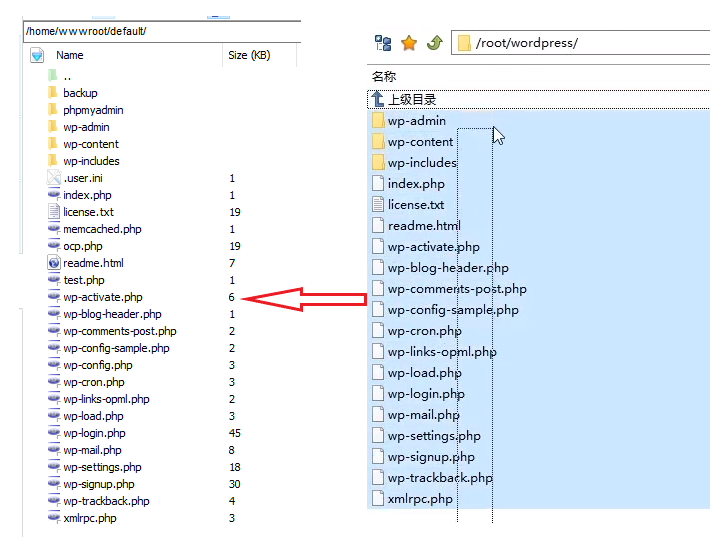 /home/wwwroot/default/
Name Size (KB)
..
backup
phpmyadmin
wp-admin
wp-content
wp-includes
.user.ini 1
index.php 1
license.txt 19
memcached.php 1
ocp.php 19
readme.html 7
test.php 1
wp-activate.php 6
wp-blog-header.php 1
wp-comments-post.php 2
wp-config-sample.php 2
wp-config.php 3
wp-cron.php 3
wp-links-opml.php 2
wp-load.php 3
wp-login.php 45
wp-mail.php 8
wp-settings.php 18
wp-signup.php 30
wp-trackback.php 4
xmlrpc.php 3
/root/wordpress/
名称
上级目录
wp-admin
wp-content
wp-includes
index.php
license.txt
readme.html
wp-activate.php
wp-blog-header.php
wp-comments-post.php
wp-config-sample.php
wp-cron.php
wp-links-opml.php
wp-load.php
wp-login.php
wp-mail.php
wp-settings.php
wp-signup.php
wp-trackback.php
xmlrpc.php